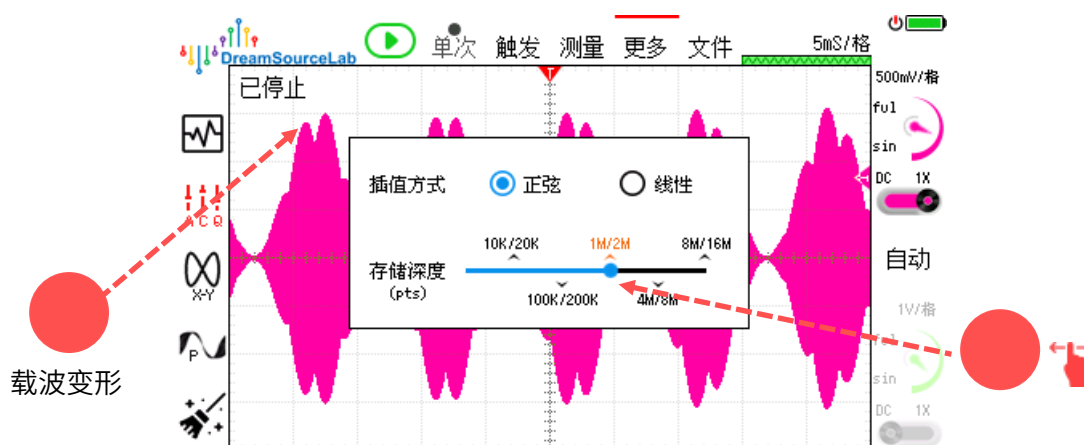 DreamSourceLab
单次 触发 测量 更多 文件
5mS/格
已停止
T
500mV/格
ful
sin
DC 1X
插值方式 正弦 线性
10K/20K 1M/2M 8M/16M
存储深度
(pts)
100K/200K 4M/8M
A C Q
X-Y
自动
1V/格
ful
sin
P
载波变形
DC 1X